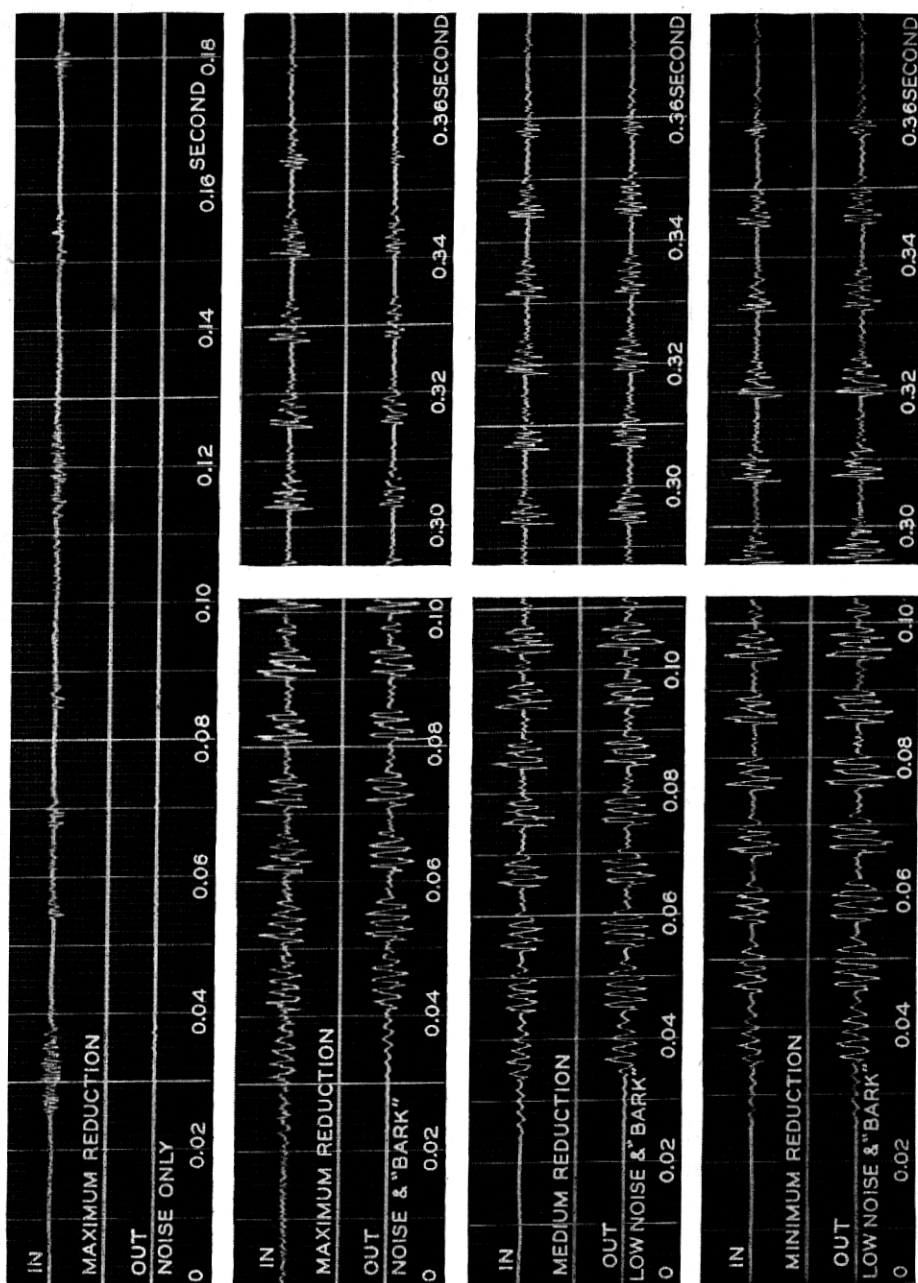 IN
MAXIMUM REDUCTION
OUT
NOISE ONLY
0 0.02 0.04 0.06 0.08 0.10 0.12 0.14 0.16 SECOND 0.18
IN
MAXIMUM REDUCTION
OUT
NOISE & "BARK"
0 0.02 0.04 0.06 0.08 0.10
0.30 0.32 0.34 0.36SECOND
IN
MEDIUM REDUCTION
OUT
LOW NOISE & "BARK"
0 0.02 0.04 0.06 0.08 0.10
0.30 0.32 0.34 0.36SECOND
IN
MINIMUM REDUCTION
OUT
LOW NOISE & "BARK"
0 0.02 0.04 0.06 0.08 0.10
0.30 0.32 0.34 0.36SECOND